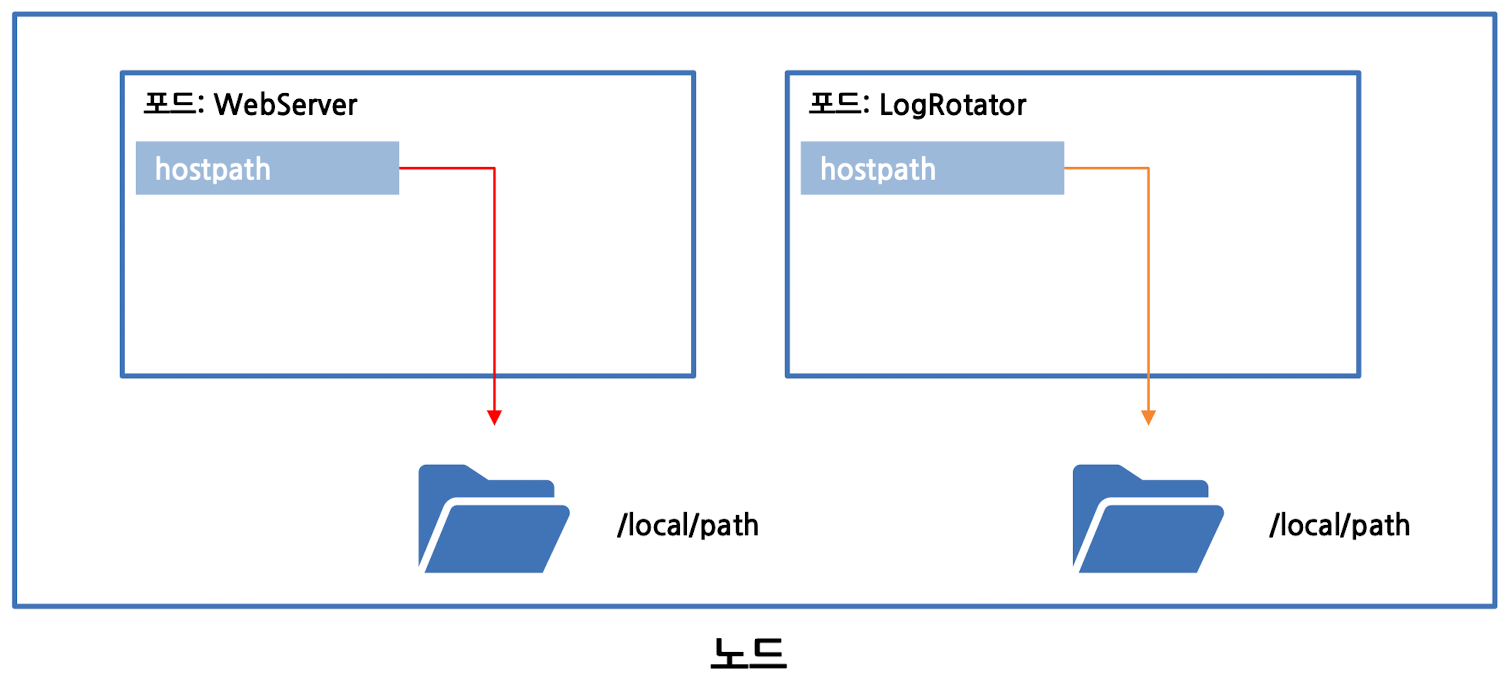 포드: WebServer
hostpath
포드: LogRotator
hostpath
/local/path
/local/path
노드